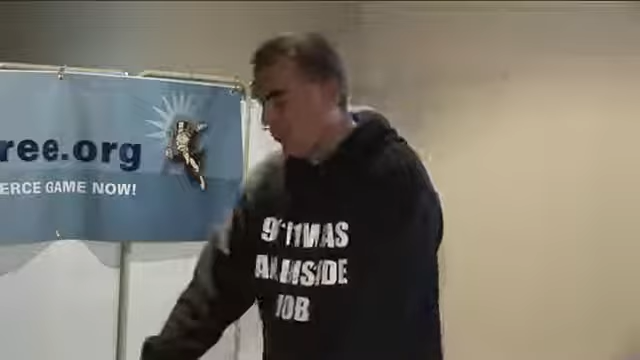 ree.org
ERCE GAME NOW!
9/11 WAS
AN INSIDE
JOB